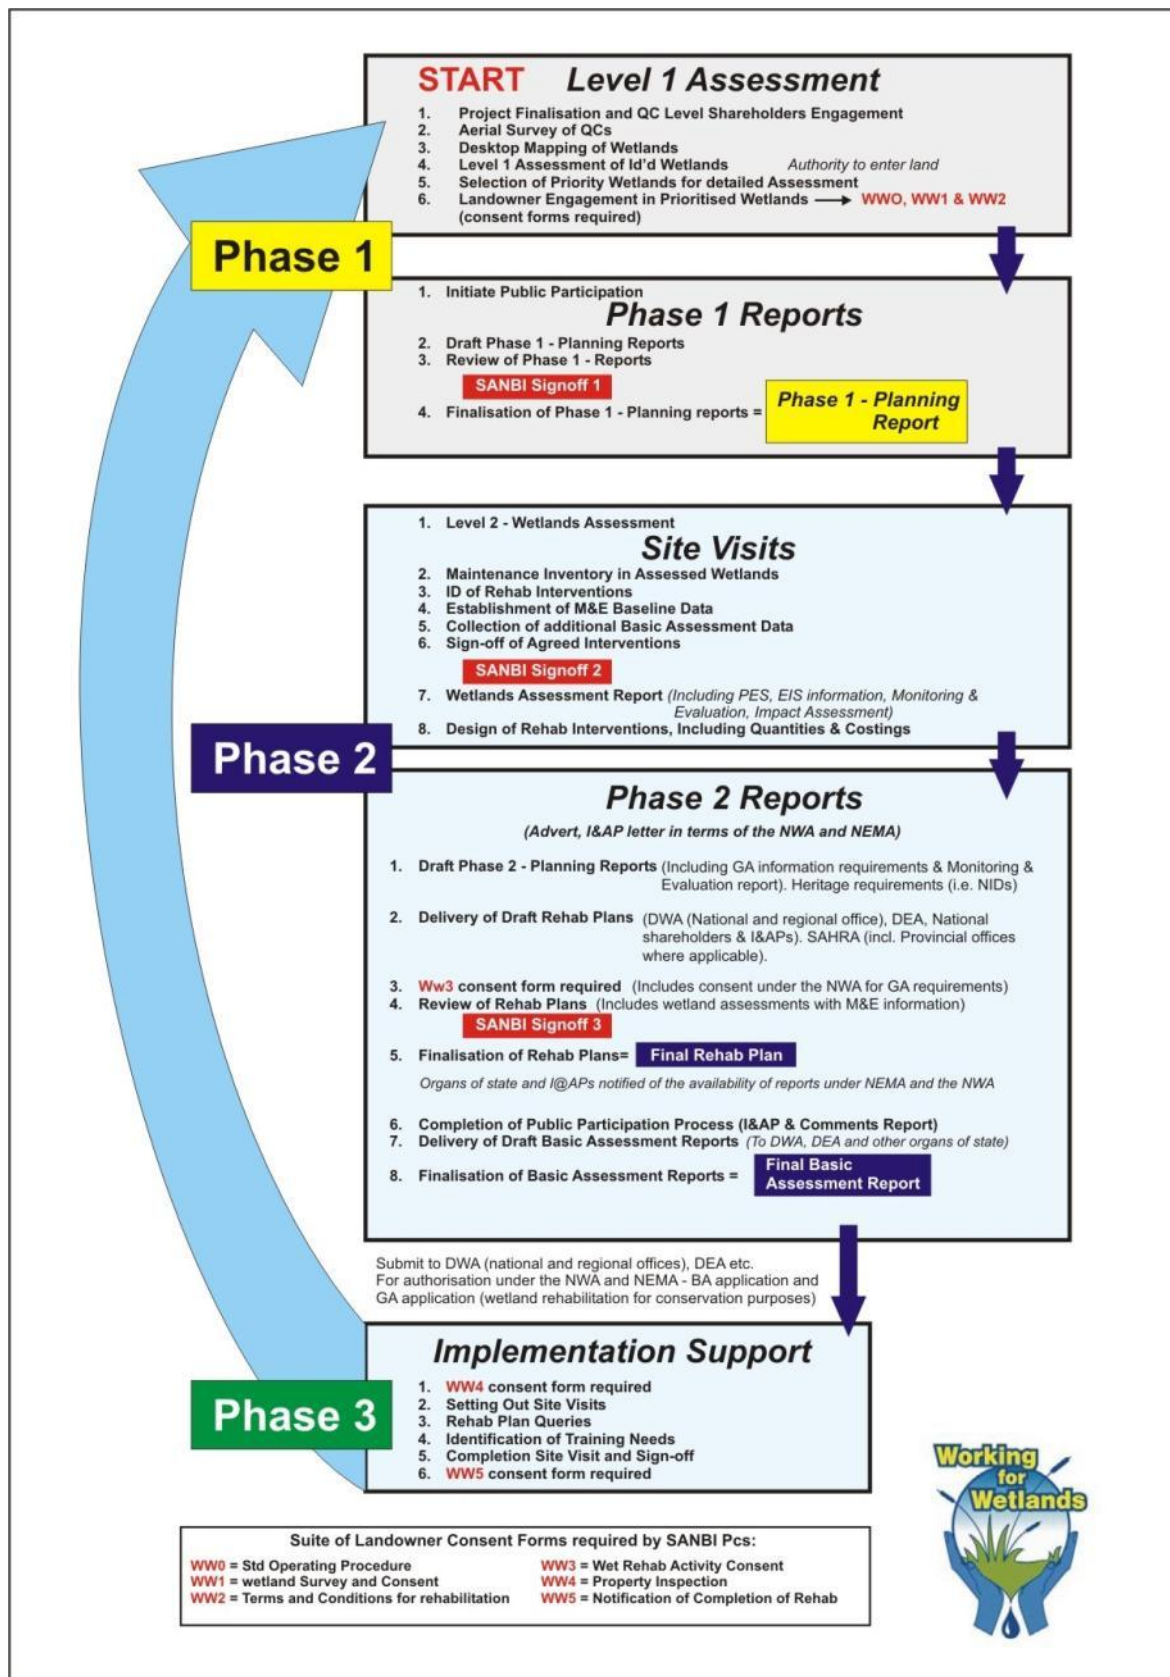 START Level 1 Assessment
1. Project Finalisation and QC Level Shareholders Engagement
2. Aerial Survey of QCs
3. Desktop Mapping of Wetlands
4. Level 1 Assessment of Id'd Wetlands Authority to enter land
5. Selection of Priority Wetlands for detailed Assessment
6. Landowner Engagement in Prioritised Wetlands → WWO, WW1 & WW2
(consent forms required)
Phase 1
1. Initiate Public Participation
Phase 1 Reports
2. Draft Phase 1 - Planning Reports
3. Review of Phase 1 - Reports
SANBI Signoff 1
4. Finalisation of Phase 1 - Planning reports =
Phase 1 - Planning
Report
1. Level 2 - Wetlands Assessment
Site Visits
2. Maintenance Inventory in Assessed Wetlands
3. ID of Rehab Interventions
4. Establishment of M&E Baseline Data
5. Collection of additional Basic Assessment Data
6. Sign-off of Agreed Interventions
SANBI Signoff 2
7. Wetlands Assessment Report (Including PES, EIS information, Monitoring &
Evaluation, Impact Assessment)
8. Design of Rehab Interventions, Including Quantities & Costings
Phase 2
Phase 2 Reports
(Advert, I&AP letter in terms of the NWA and NEMA)
1. Draft Phase 2 - Planning Reports (Including GA information requirements & Monitoring &
Evaluation report). Heritage requirements (i.e. NIDs)
2. Delivery of Draft Rehab Plans (DWA (National and regional office), DEA, National
shareholders & I&APs). SAHRA (incl. Provincial offices
where applicable).
3. Ww3 consent form required (Includes consent under the NWA for GA requirements)
4. Review of Rehab Plans (Includes wetland assessments with M&E information)
SANBI Signoff 3
5. Finalisation of Rehab Plans= Final Rehab Plan
Organs of state and I@APs notified of the availability of reports under NEMA and the NWA
6. Completion of Public Participation Process (I&AP & Comments Report)
7. Delivery of Draft Basic Assessment Reports (To DWA, DEA and other organs of state)
8. Finalisation of Basic Assessment Reports =
Final Basic
Assessment Report
Submit to DWA (national and regional offices), DEA etc.
For authorisation under the NWA and NEMA - BA application and
GA application (wetland rehabilitation for conservation purposes)
Implementation Support
1. WW4 consent form required
2. Setting Out Site Visits
3. Rehab Plan Queries
4. Identification of Training Needs
5. Completion Site Visit and Sign-off
6. WW5 consent form required
Phase 3
Working
for
Wetlands
Suite of Landowner Consent Forms required by SANBI Pcs:
WW0 = Std Operating Procedure
WW1 = wetland Survey and Consent
WW2 = Terms and Conditions for rehabilitation
WW3 = Wet Rehab Activity Consent
WW4 = Property Inspection
WW5 = Notification of Completion of Rehab